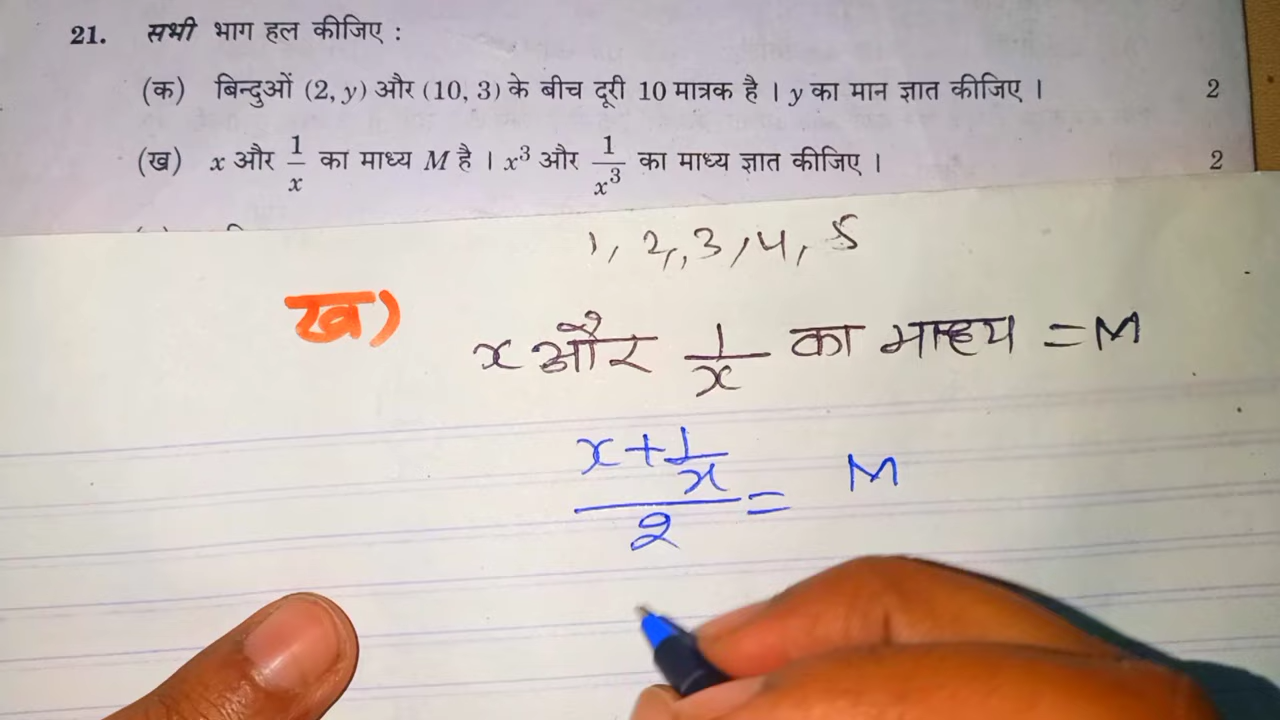 21. सभी भाग हल कीजिए :
(क) बिन्दुओं (2, y) और (10, 3) के बीच दूरी 10 मात्रक है । y का मान ज्ञात कीजिए । 2
(ख) x और 1/x का माध्य M है । x³ और 1/x³ का माध्य ज्ञात कीजिए । 2
1, 2, 3, 4, 5
ख)
x और 1/x का माध्य = M
(x + 1/x)/2 = M